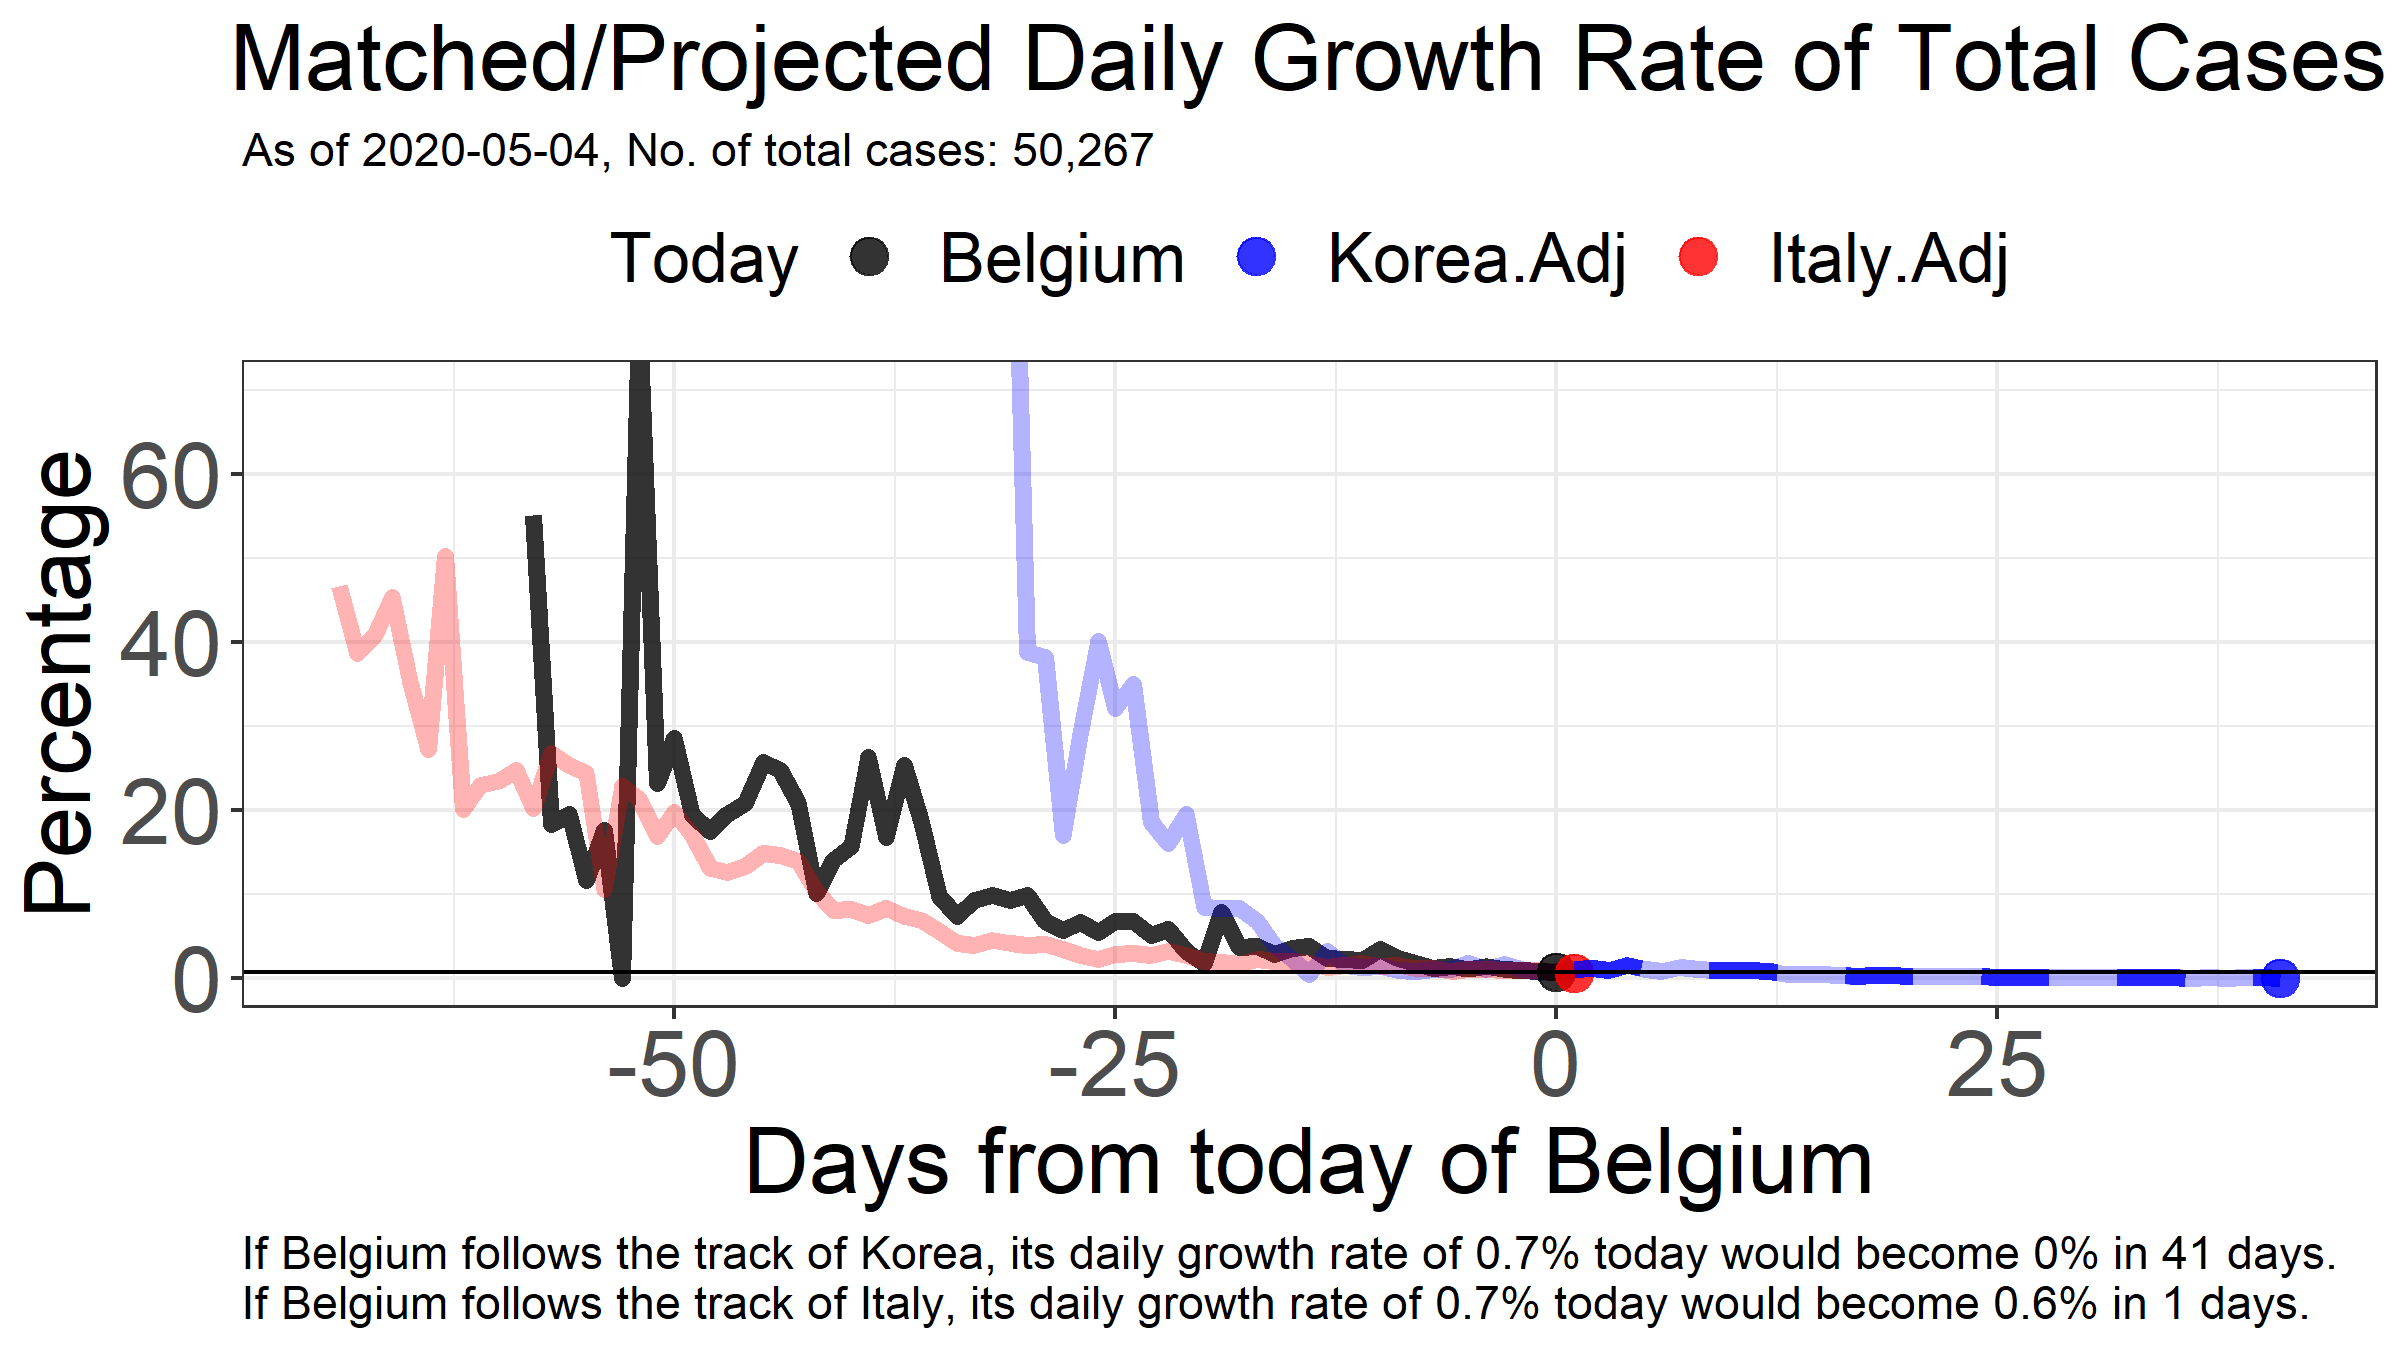 Matched/Projected Daily Growth Rate of Total Cases
As of 2020-05-04, No. of total cases: 50,267
Today Belgium Korea.Adj Italy.Adj
Percentage
60
40
20
0
-50 -25 0 25
Days from today of Belgium
If Belgium follows the track of Korea, its daily growth rate of 0.7% today would become 0% in 41 days.
If Belgium follows the track of Italy, its daily growth rate of 0.7% today would become 0.6% in 1 days.